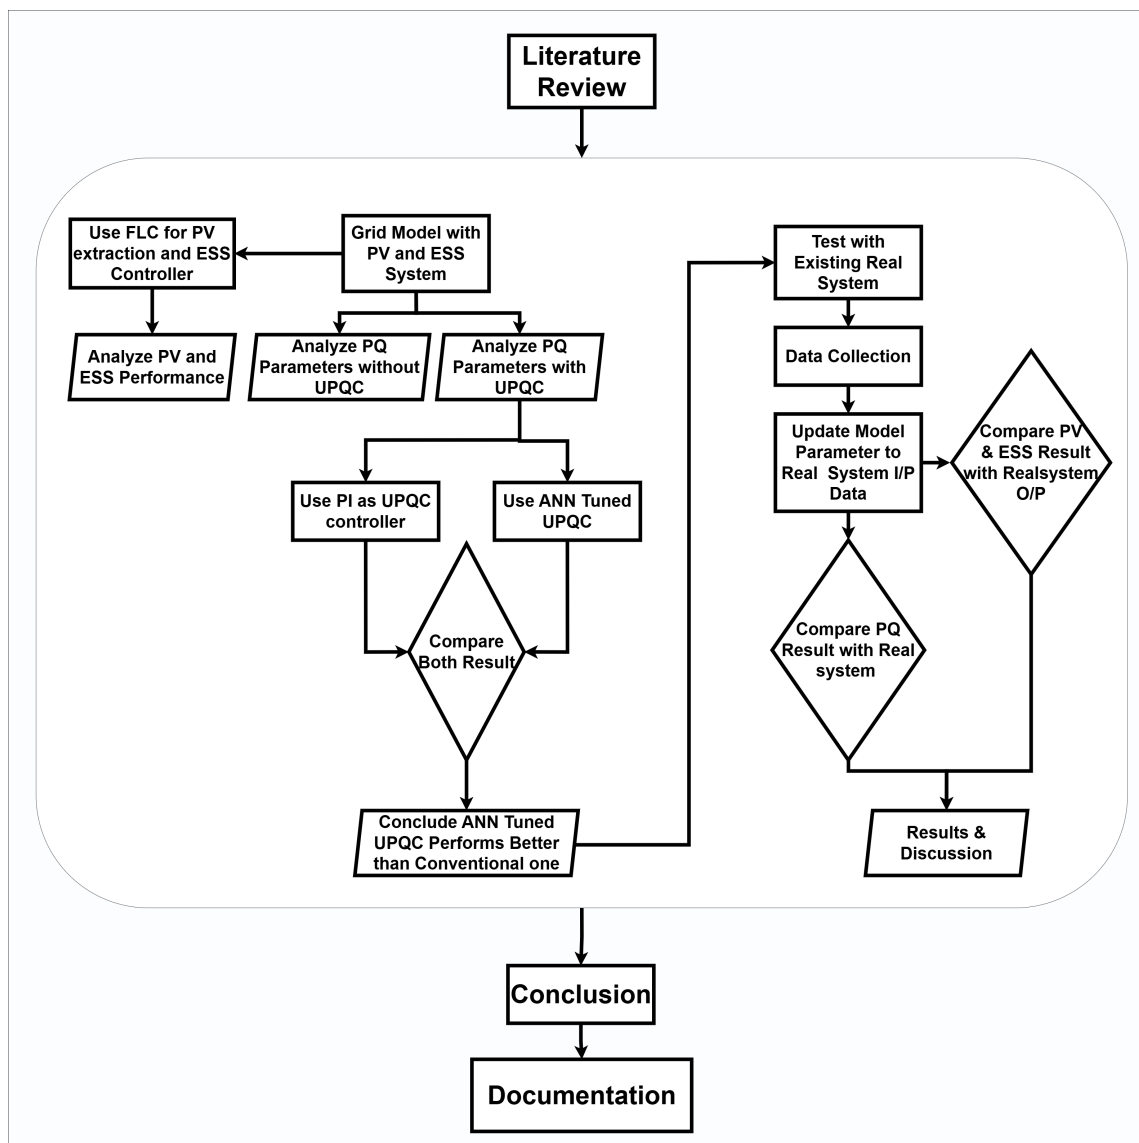 Literature
Review
Use FLC for PV
extraction and ESS
Controller
Grid Model with
PV and ESS
System
Analyze PV and
ESS Performance
Analyze PQ
Parameters without
UPQC
Analyze PQ
Parameters with
UPQC
Use PI as UPQC
controller
Use ANN Tuned
UPQC
Compare
Both Result
Conclude ANN Tuned
UPQC Performs Better
than Conventional one
Test with
Existing Real
System
Data Collection
Update Model
Parameter to
Real System I/P
Data
Compare PV
& ESS Result
with Realsystem
O/P
Compare PQ
Result with Real
system
Results &
Discussion
Conclusion
Documentation